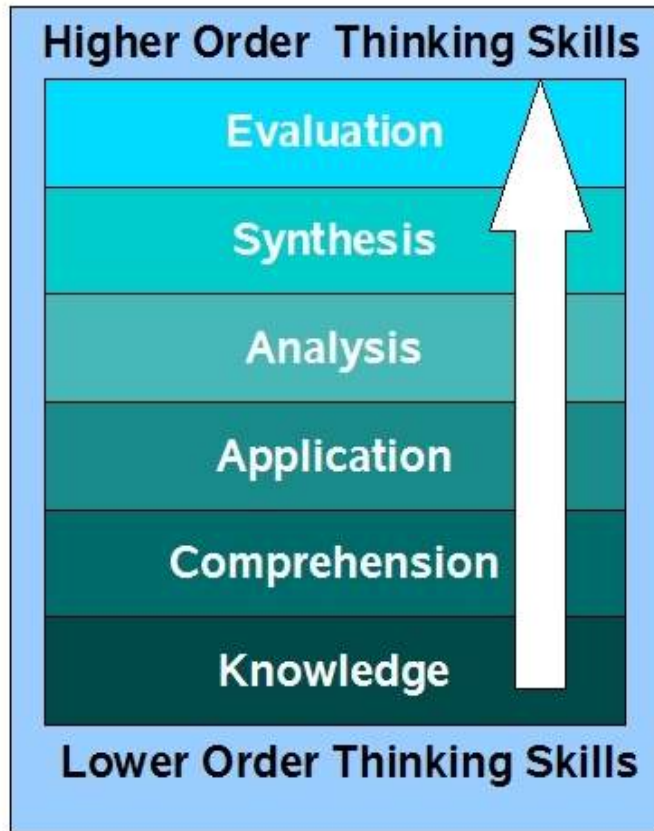 Higher Order Thinking Skills
Evaluation
Synthesis
Analysis
Application
Comprehension
Knowledge
Lower Order Thinking Skills